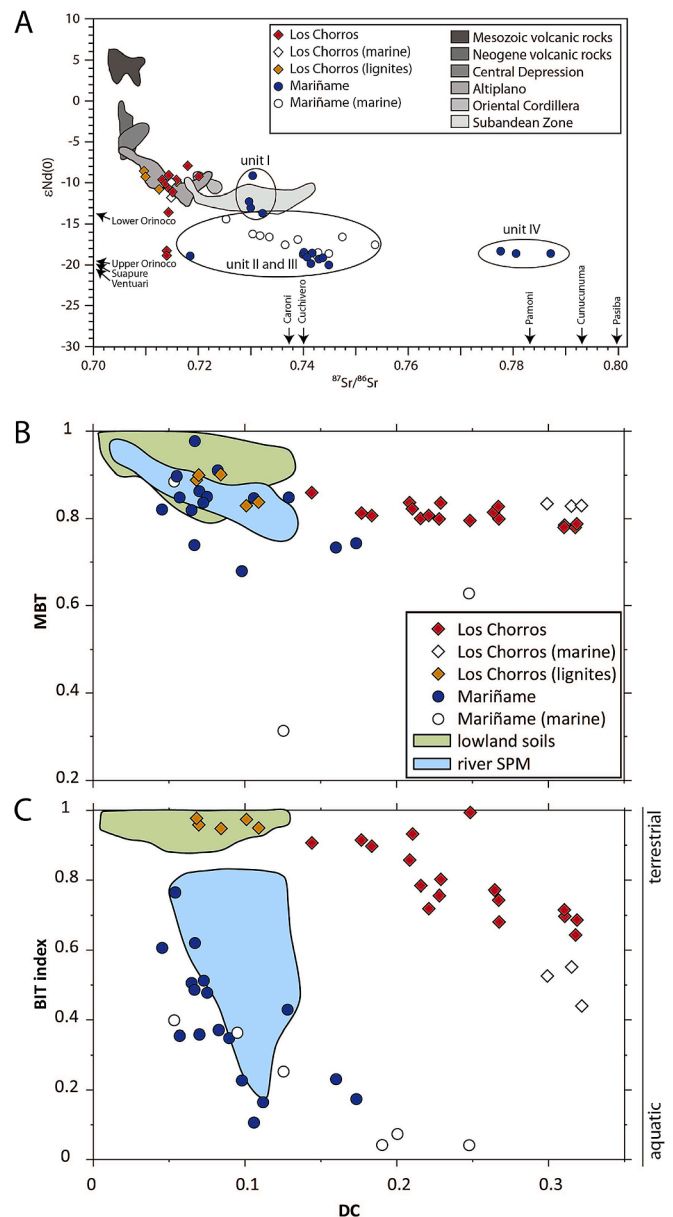 A
10
5
0
-5
-10
-15
-20
-25
-30
εNd(0)
Los Chorros
Los Chorros (marine)
Los Chorros (lignites)
Mariñame
Mariñame (marine)
Mesozoic volcanic rocks
Neogene volcanic rocks
Central Depression
Altiplano
Oriental Cordillera
Subandean Zone
unit I
unit II and III
unit IV
Lower Orinoco
Upper Orinoco
Suapure
Ventuari
Caroni
Cuchivero
Pamoni
Cunucunuma
Pasiba
0.70
0.72
0.74
0.76
0.78
0.80
⁸⁷Sr/⁸⁶Sr
B
1
0.8
0.6
0.4
0.2
MBT
Los Chorros
Los Chorros (marine)
Los Chorros (lignites)
Mariñame
Mariñame (marine)
lowland soils
river SPM
C
1
0.8
0.6
0.4
0.2
0
BIT index
terrestrial
aquatic
0
0.1
0.2
0.3
DC